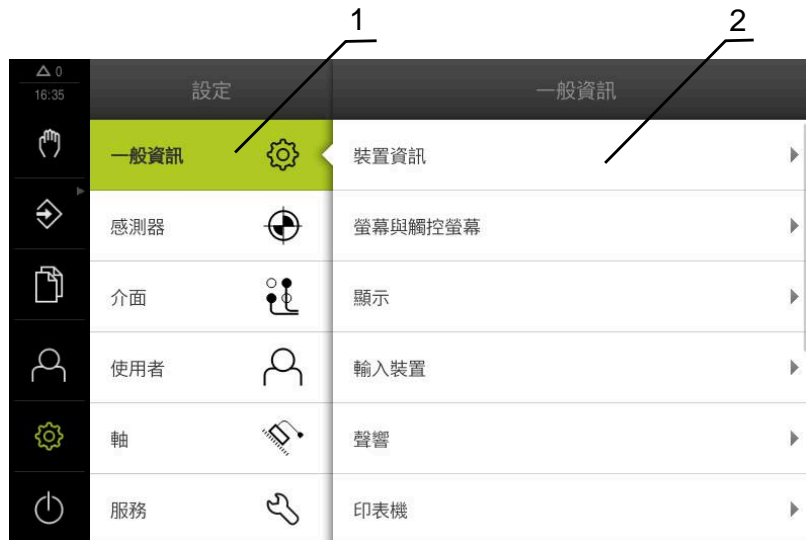 1
2
△ 0
16:35
設定
一般資訊
一般資訊
裝置資訊
感測器
螢幕與觸控螢幕
介面
顯示
使用者
輸入裝置
軸
聲響
服務
印表機